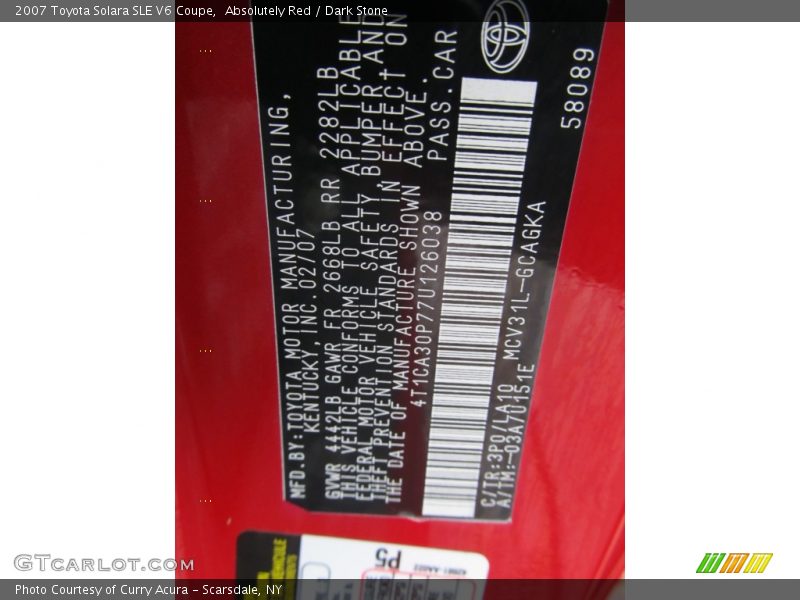 2007 Toyota Solara SLE V6 Coupe,  Absolutely Red / Dark Stone
MFD.BY:TOYOTA MOTOR MANUFACTURING,
KENTUCKY,INC.02/07
GVWR 4442LB GAWR FR 2668LB RR 2282LB
THIS VEHICLE CONFORMS TO ALL APPLICABLE
FEDERAL MOTOR VEHICLE SAFETY, BUMPER AND
THEFT PREVENTION STANDARDS IN EFFECT ON
THE DATE OF MANUFACTURE SHOWN ABOVE.
4T1CA30P77U126038 PASS.CAR
C/TR:3P0/LA10
A/TM:-03A/U151E MCV31L-GCAGKA
58089
P5
GTCarLot.com
Photo Courtesy of Curry Acura - Scarsdale, NY